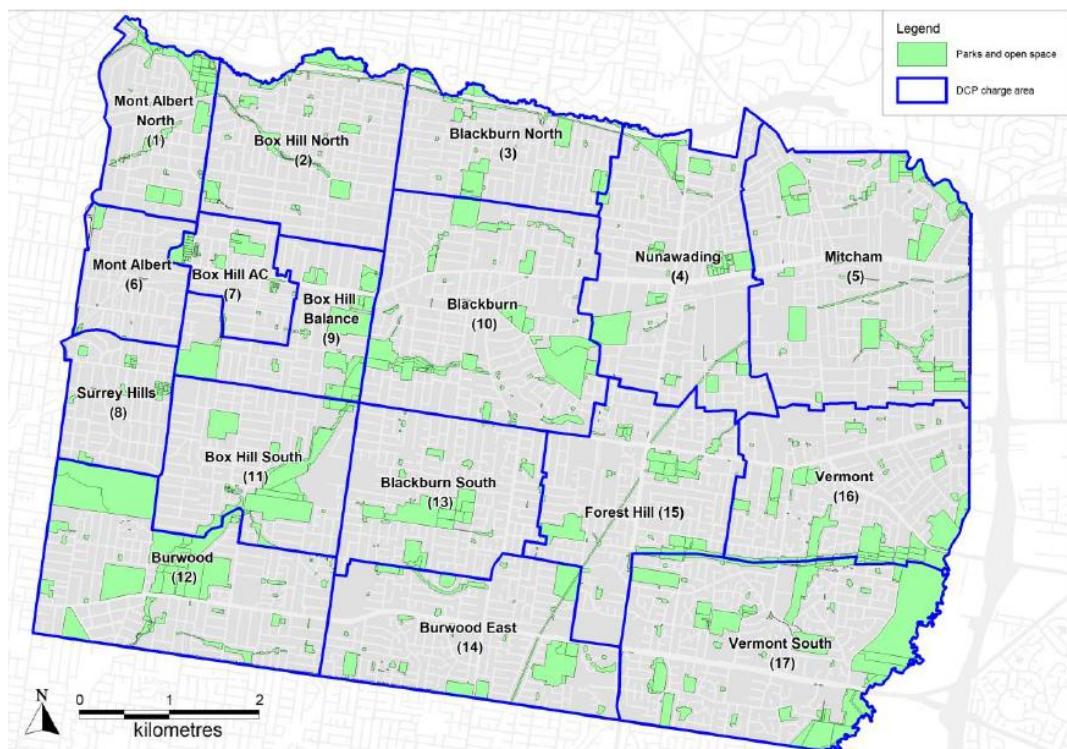 Legend
Parks and open space
DCP charge area
Mont Albert
North
(1)
Box Hill North
(2)
Blackburn North
(3)
Nunawading
(4)
Mitcham
(5)
Mont Albert
(6)
Box Hill AC
(7)
Box Hill
Balance
(9)
Blackburn
(10)
Surrey Hills
(8)
Box Hill South
(11)
Blackburn South
(13)
Forest Hill (15)
Vermont
(16)
Burwood
(12)
Burwood East
(14)
Vermont South
(17)
N
0 1 2
kilometres